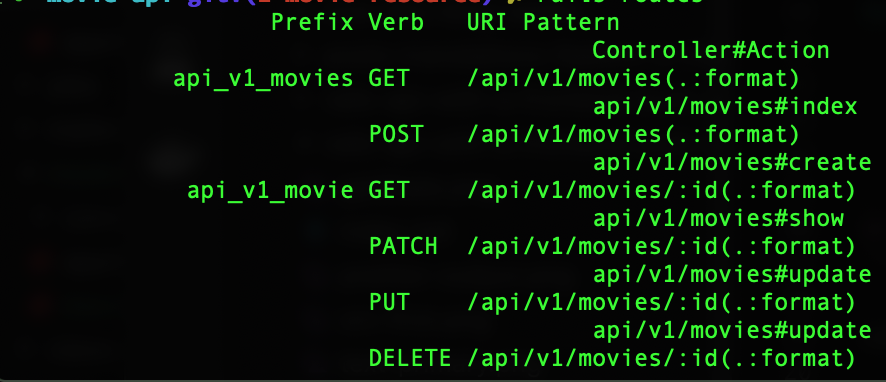 Prefix Verb URI Pattern
Controller#Action
api_v1_movies GET /api/v1/movies(.:format)
api/v1/movies#index
POST /api/v1/movies(.:format)
api/v1/movies#create
api_v1_movie GET /api/v1/movies/:id(.:format)
api/v1/movies#show
PATCH /api/v1/movies/:id(.:format)
api/v1/movies#update
PUT /api/v1/movies/:id(.:format)
api/v1/movies#update
DELETE /api/v1/movies/:id(.:format)